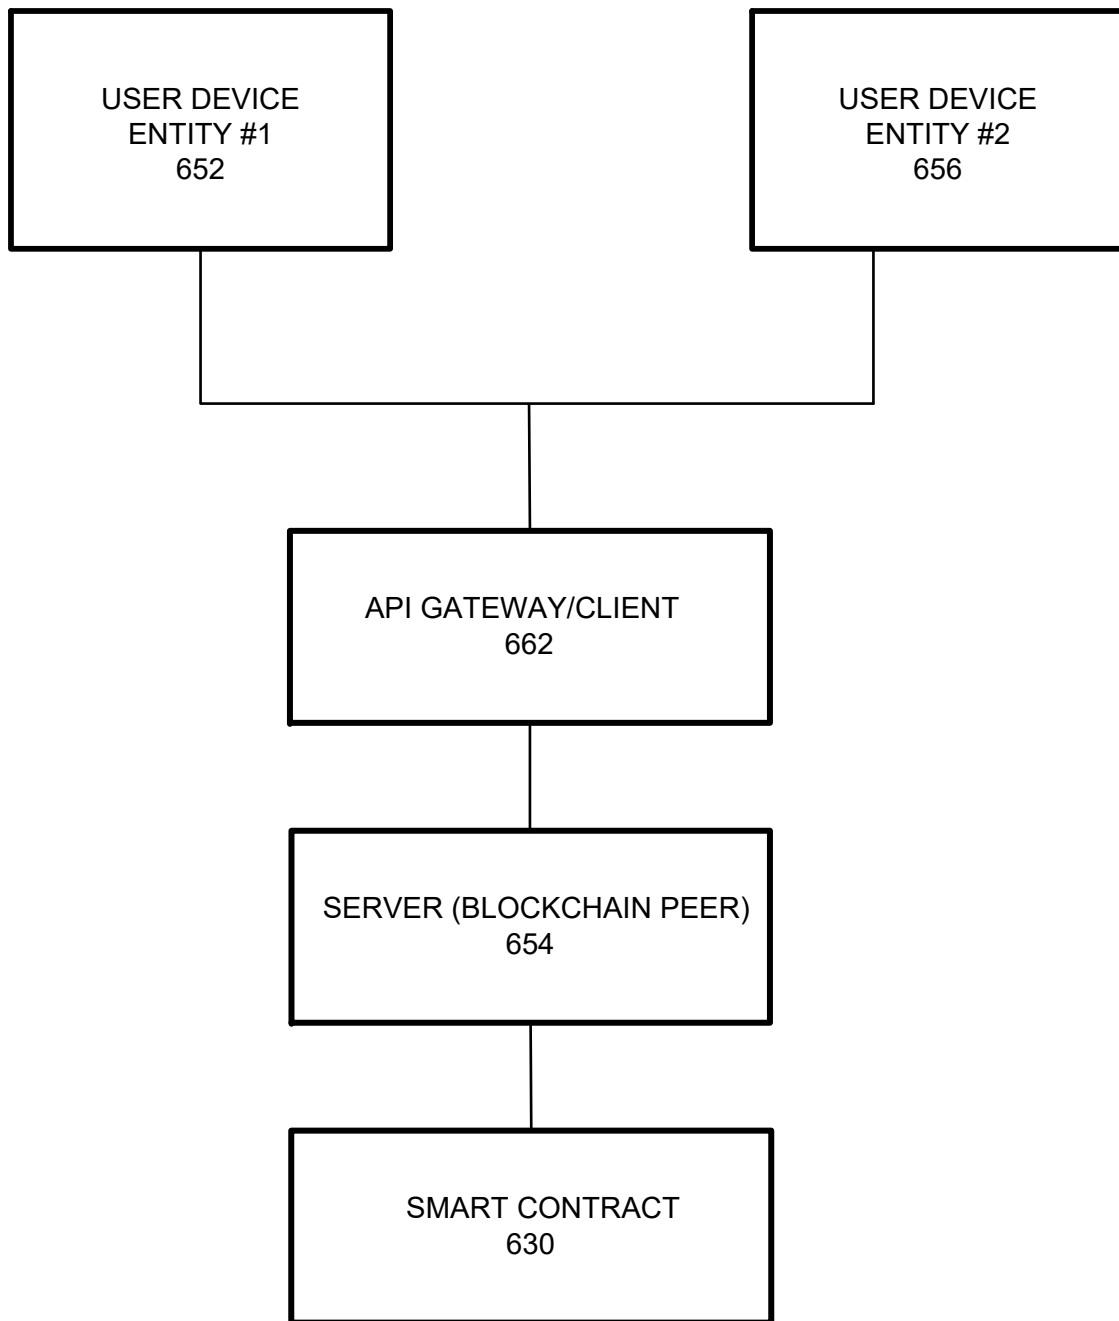 USER DEVICE
ENTITY #1
652
USER DEVICE
ENTITY #2
656
API GATEWAY/CLIENT
662
SERVER (BLOCKCHAIN PEER)
654
SMART CONTRACT
630